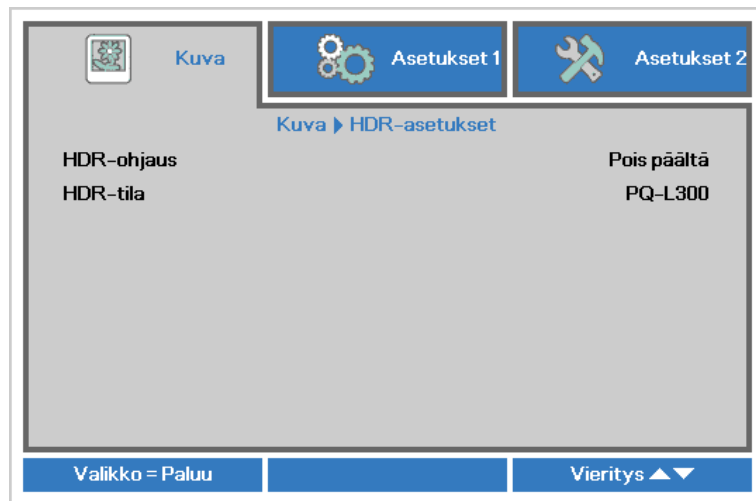 Kuva
Asetukset 1
Asetukset 2
Kuva ▶ HDR-asetukset
HDR-ohjaus Pois päältä
HDR-tila PQ-L300
Valikko = Paluu
Vieritys ▲▼